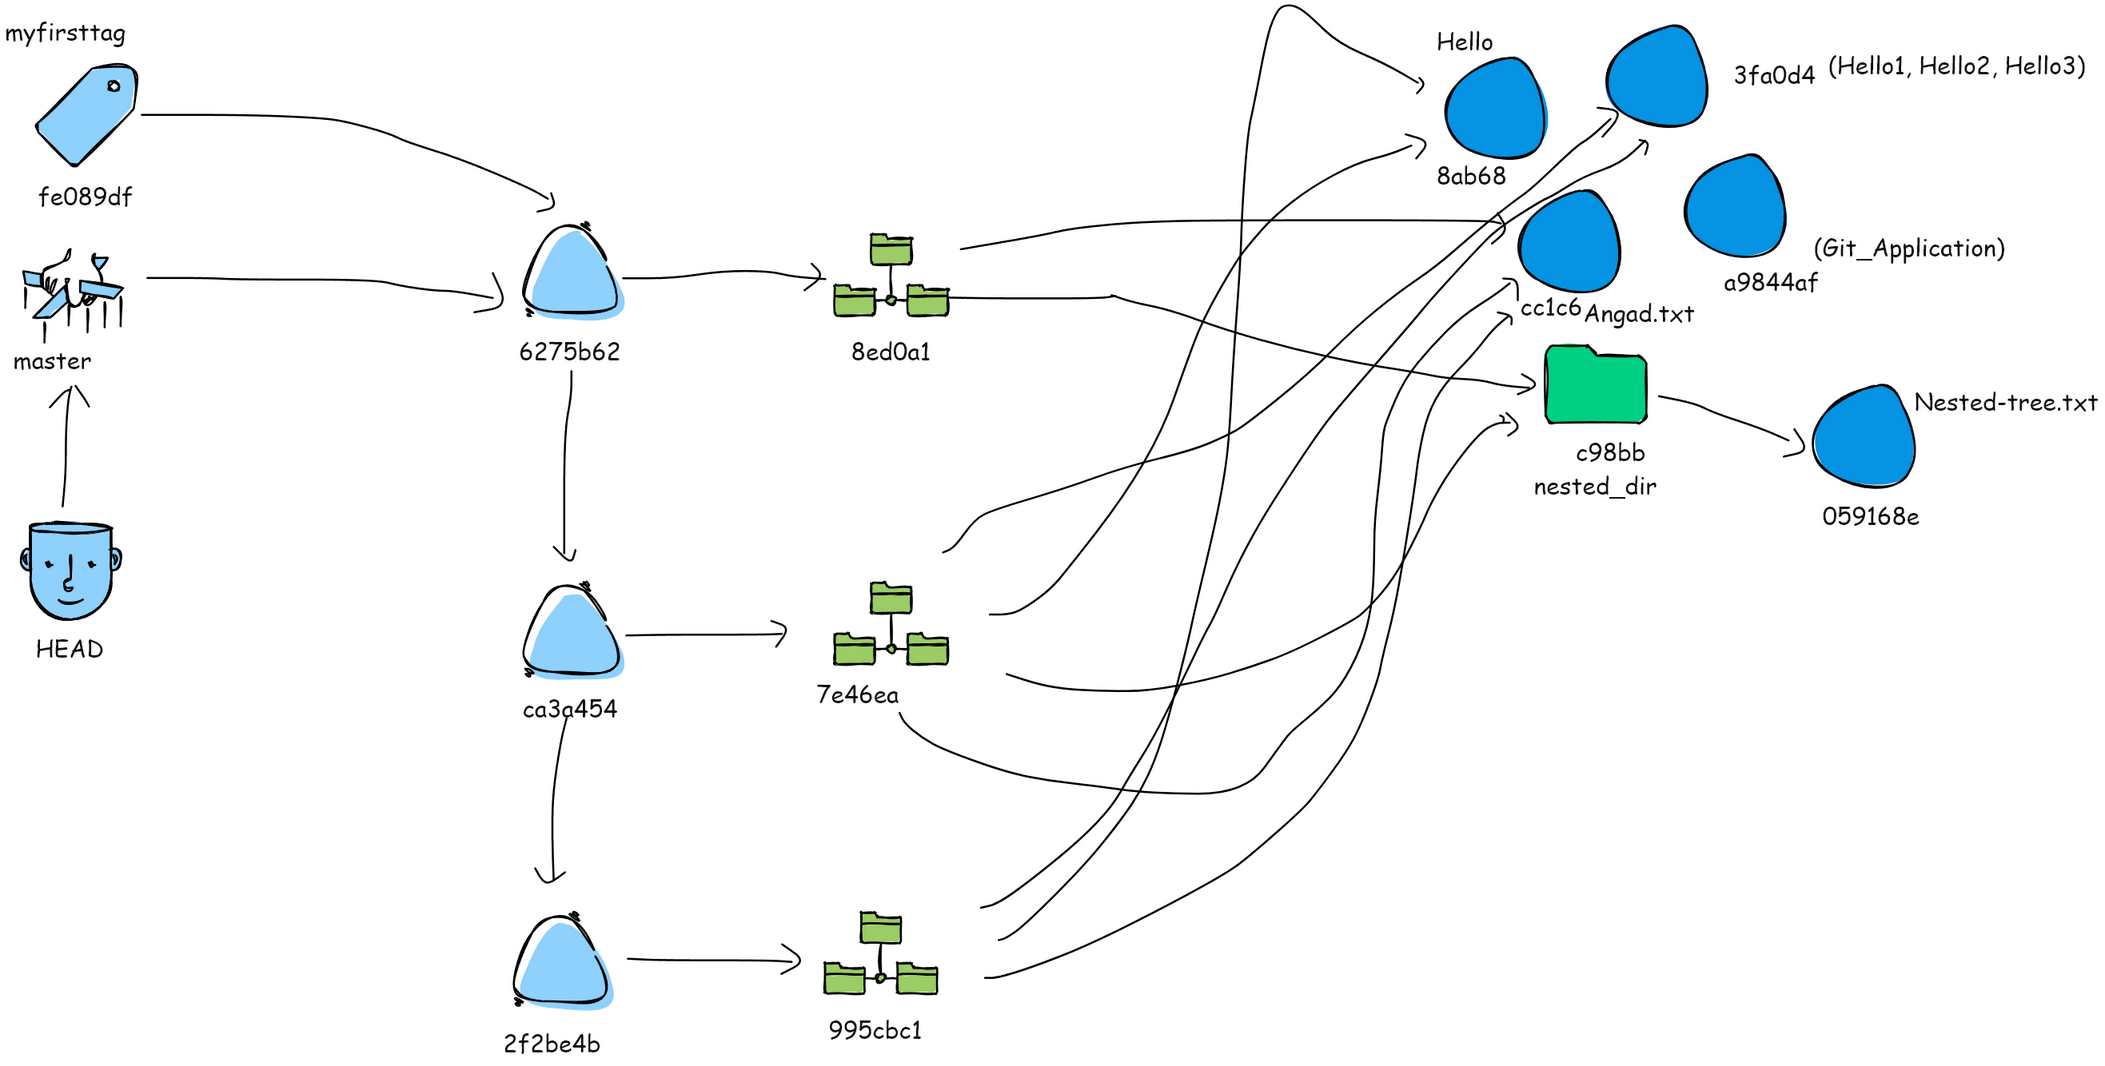 myfirsttag
fe089df
master
HEAD
6275b62
8ed0a1
ca3a454
7e46ea
2f2be4b
995cbc1
Hello
8ab68
3fa0d4 (Hello1, Hello2, Hello3)
(Git_Application)
a9844af
cc1c6 Angad.txt
c98bb
nested_dir
Nested-tree.txt
059168e